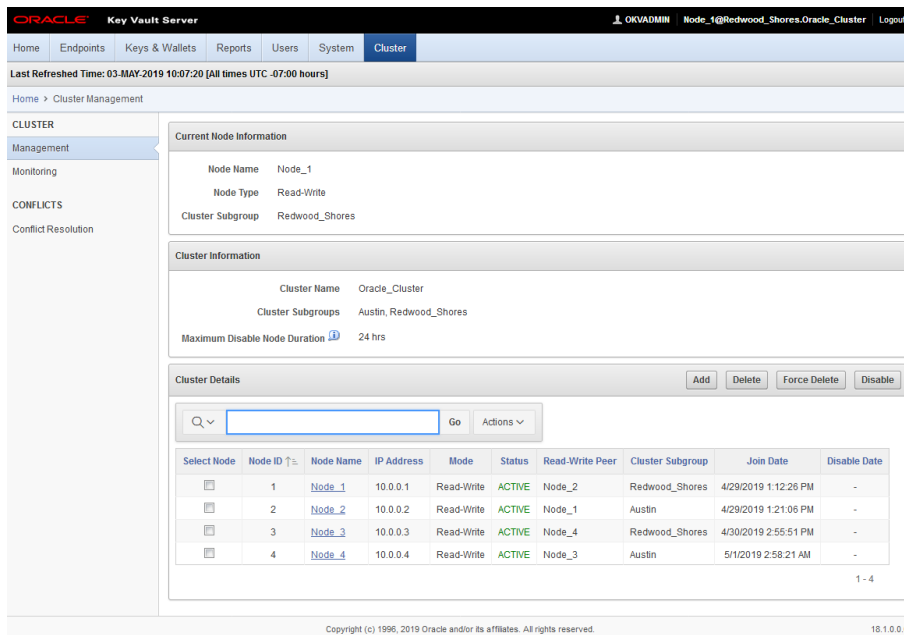 ORACLE Key Vault Server OKVADMIN Node_1@Redwood_Shores.Oracle_Cluster Logout
Home Endpoints Keys & Wallets Reports Users System Cluster
Last Refreshed Time: 03-MAY-2019 10:07:20 [All times UTC -07:00 hours]
Home > Cluster Management
CLUSTER
Management
Monitoring
CONFLICTS
Conflict Resolution
Current Node Information
Node Name Node_1
Node Type Read-Write
Cluster Subgroup Redwood_Shores
Cluster Information
Cluster Name Oracle_Cluster
Cluster Subgroups Austin, Redwood_Shores
Maximum Disable Node Duration 24 hrs
Cluster Details Add Delete Force Delete Disable
Go Actions
Select Node Node ID Node Name IP Address Mode Status Read-Write Peer Cluster Subgroup Join Date Disable Date
1 Node_1 10.0.0.1 Read-Write ACTIVE Node_2 Redwood_Shores 4/29/2019 1:12:26 PM -
2 Node_2 10.0.0.2 Read-Write ACTIVE Node_1 Austin 4/29/2019 1:21:06 PM -
3 Node_3 10.0.0.3 Read-Write ACTIVE Node_4 Redwood_Shores 4/30/2019 2:55:51 PM -
4 Node_4 10.0.0.4 Read-Write ACTIVE Node_3 Austin 5/1/2019 2:58:21 AM -
1 - 4
Copyright (c) 1996, 2019 Oracle and/or its affiliates. All rights reserved. 18.1.0.0.